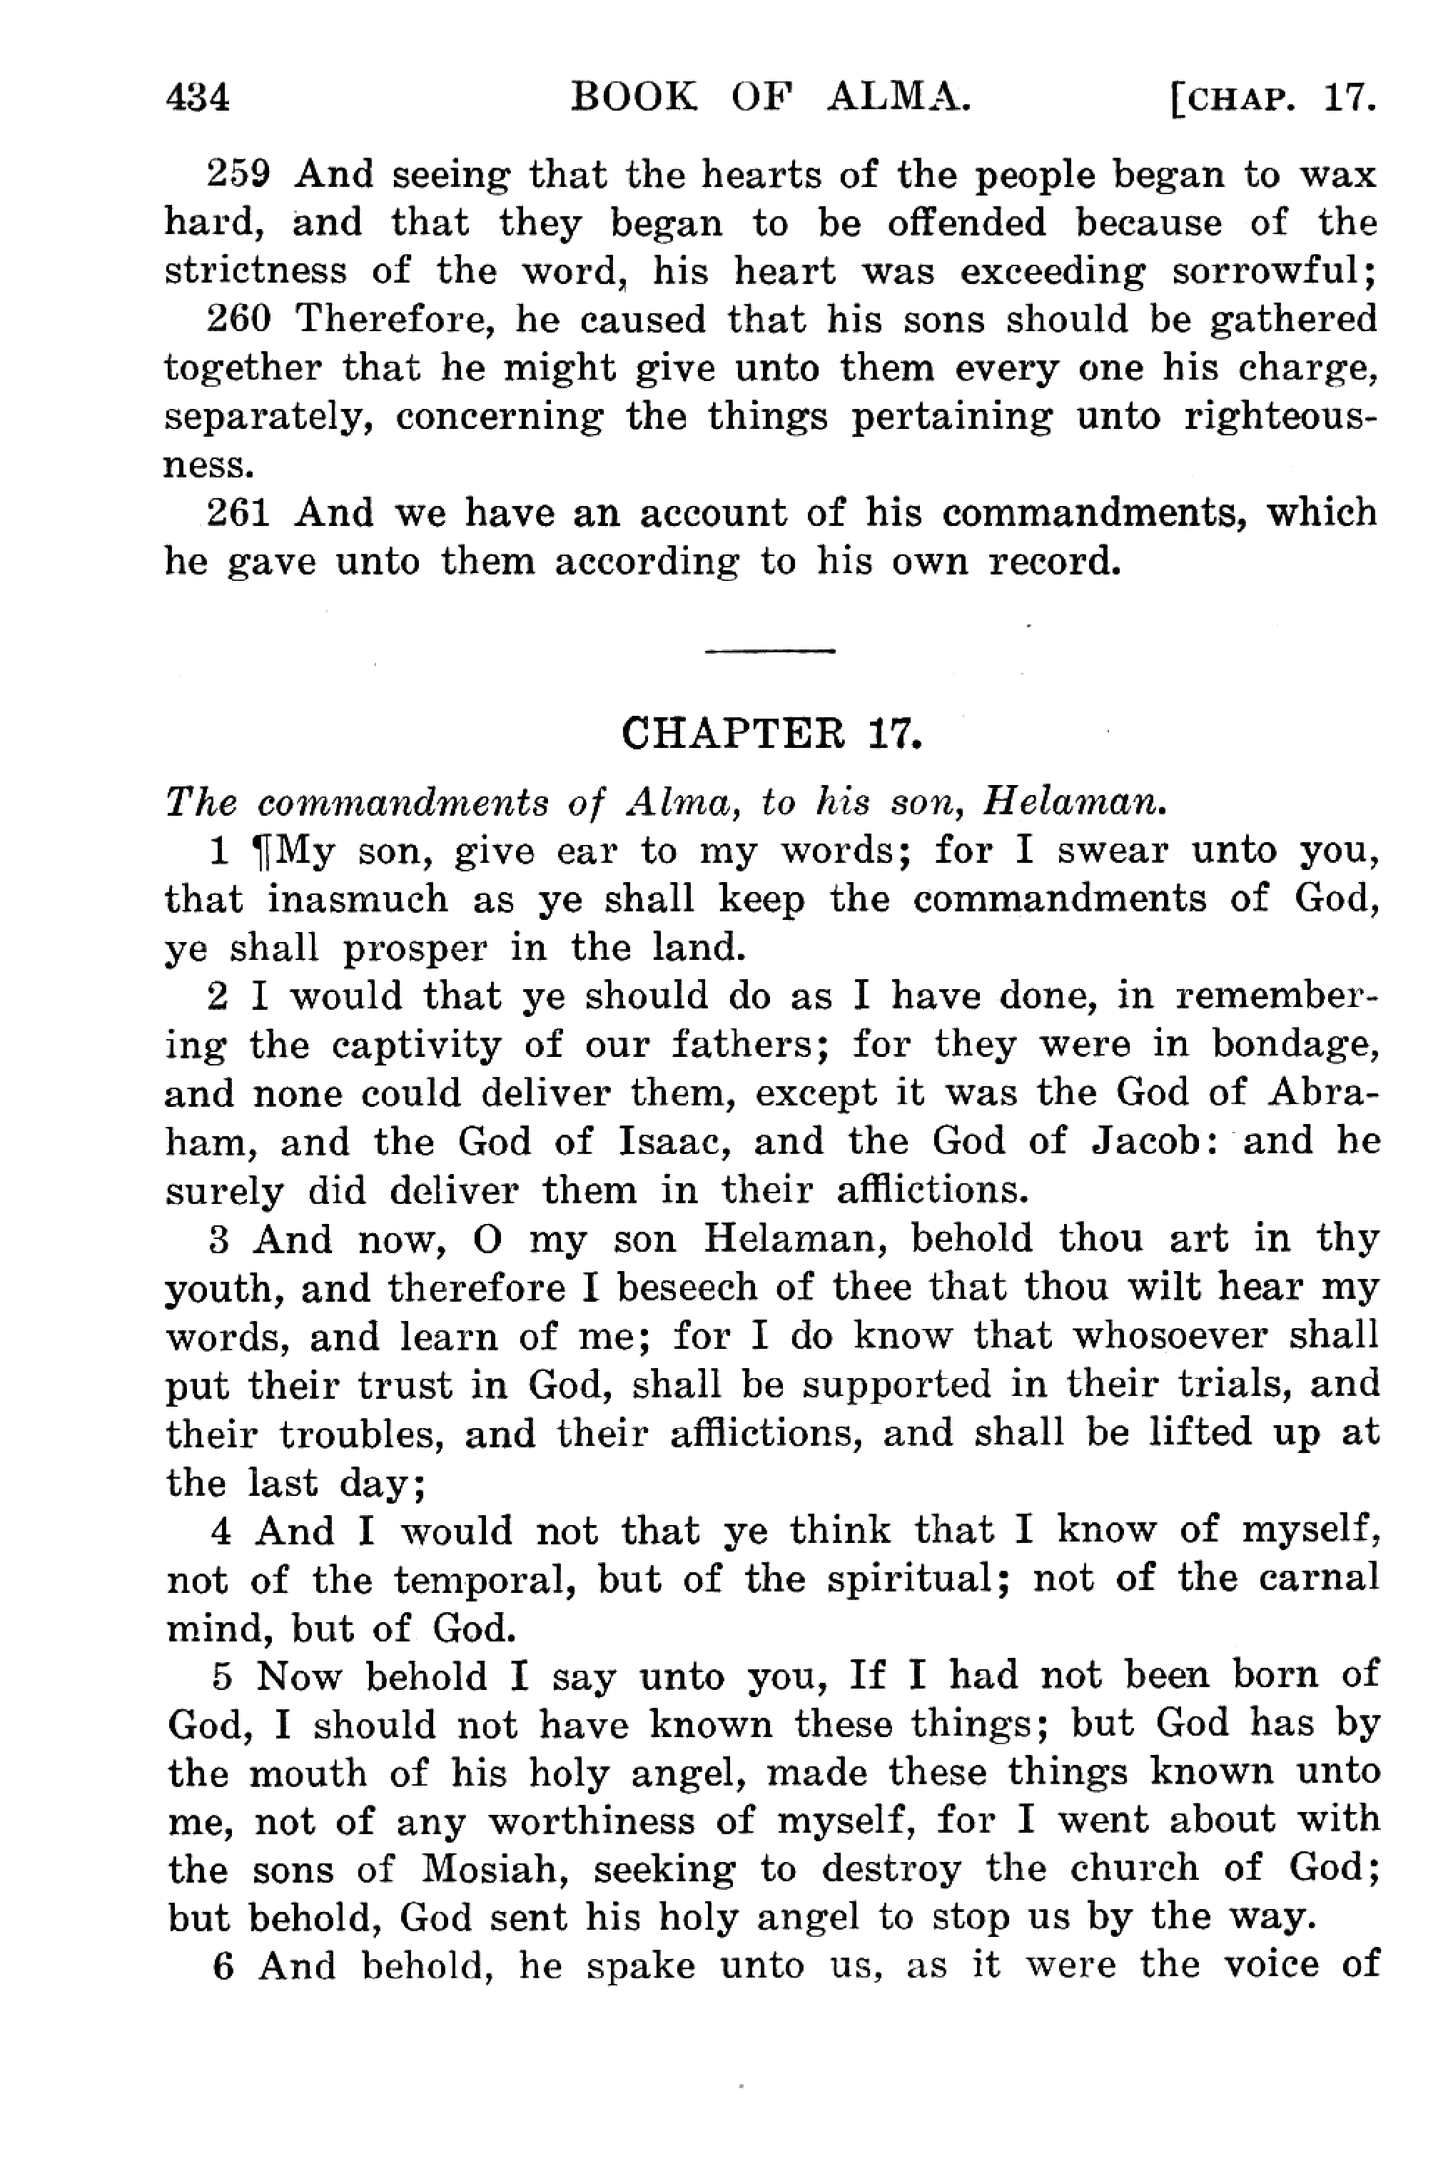 434 BOOK OF ALMA. [CHAP. 17.
259 And seeing that the hearts of the people began to wax
hard, and that they began to be offended because of the
strictness of the word, his heart was exceeding sorrowful;
260 Therefore, he caused that his sons should be gathered
together that he might give unto them every one his charge,
separately, concerning the things pertaining unto righteous-
ness.
261 And we have an account of his commandments, which
he gave unto them according to his own record.
CHAPTER 17.
The commandments of Alma, to his son, Helaman.
1 ¶My son, give ear to my words; for I swear unto you,
that inasmuch as ye shall keep the commandments of God,
ye shall prosper in the land.
2 I would that ye should do as I have done, in remember-
ing the captivity of our fathers; for they were in bondage,
and none could deliver them, except it was the God of Abra-
ham, and the God of Isaac, and the God of Jacob: and he
surely did deliver them in their afflictions.
3 And now, O my son Helaman, behold thou art in thy
youth, and therefore I beseech of thee that thou wilt hear my
words, and learn of me; for I do know that whosoever shall
put their trust in God, shall be supported in their trials, and
their troubles, and their afflictions, and shall be lifted up at
the last day;
4 And I would not that ye think that I know of myself,
not of the temporal, but of the spiritual; not of the carnal
mind, but of God.
5 Now behold I say unto you, If I had not been born of
God, I should not have known these things; but God has by
the mouth of his holy angel, made these things known unto
me, not of any worthiness of myself, for I went about with
the sons of Mosiah, seeking to destroy the church of God;
but behold, God sent his holy angel to stop us by the way.
6 And behold, he spake unto us, as it were the voice of